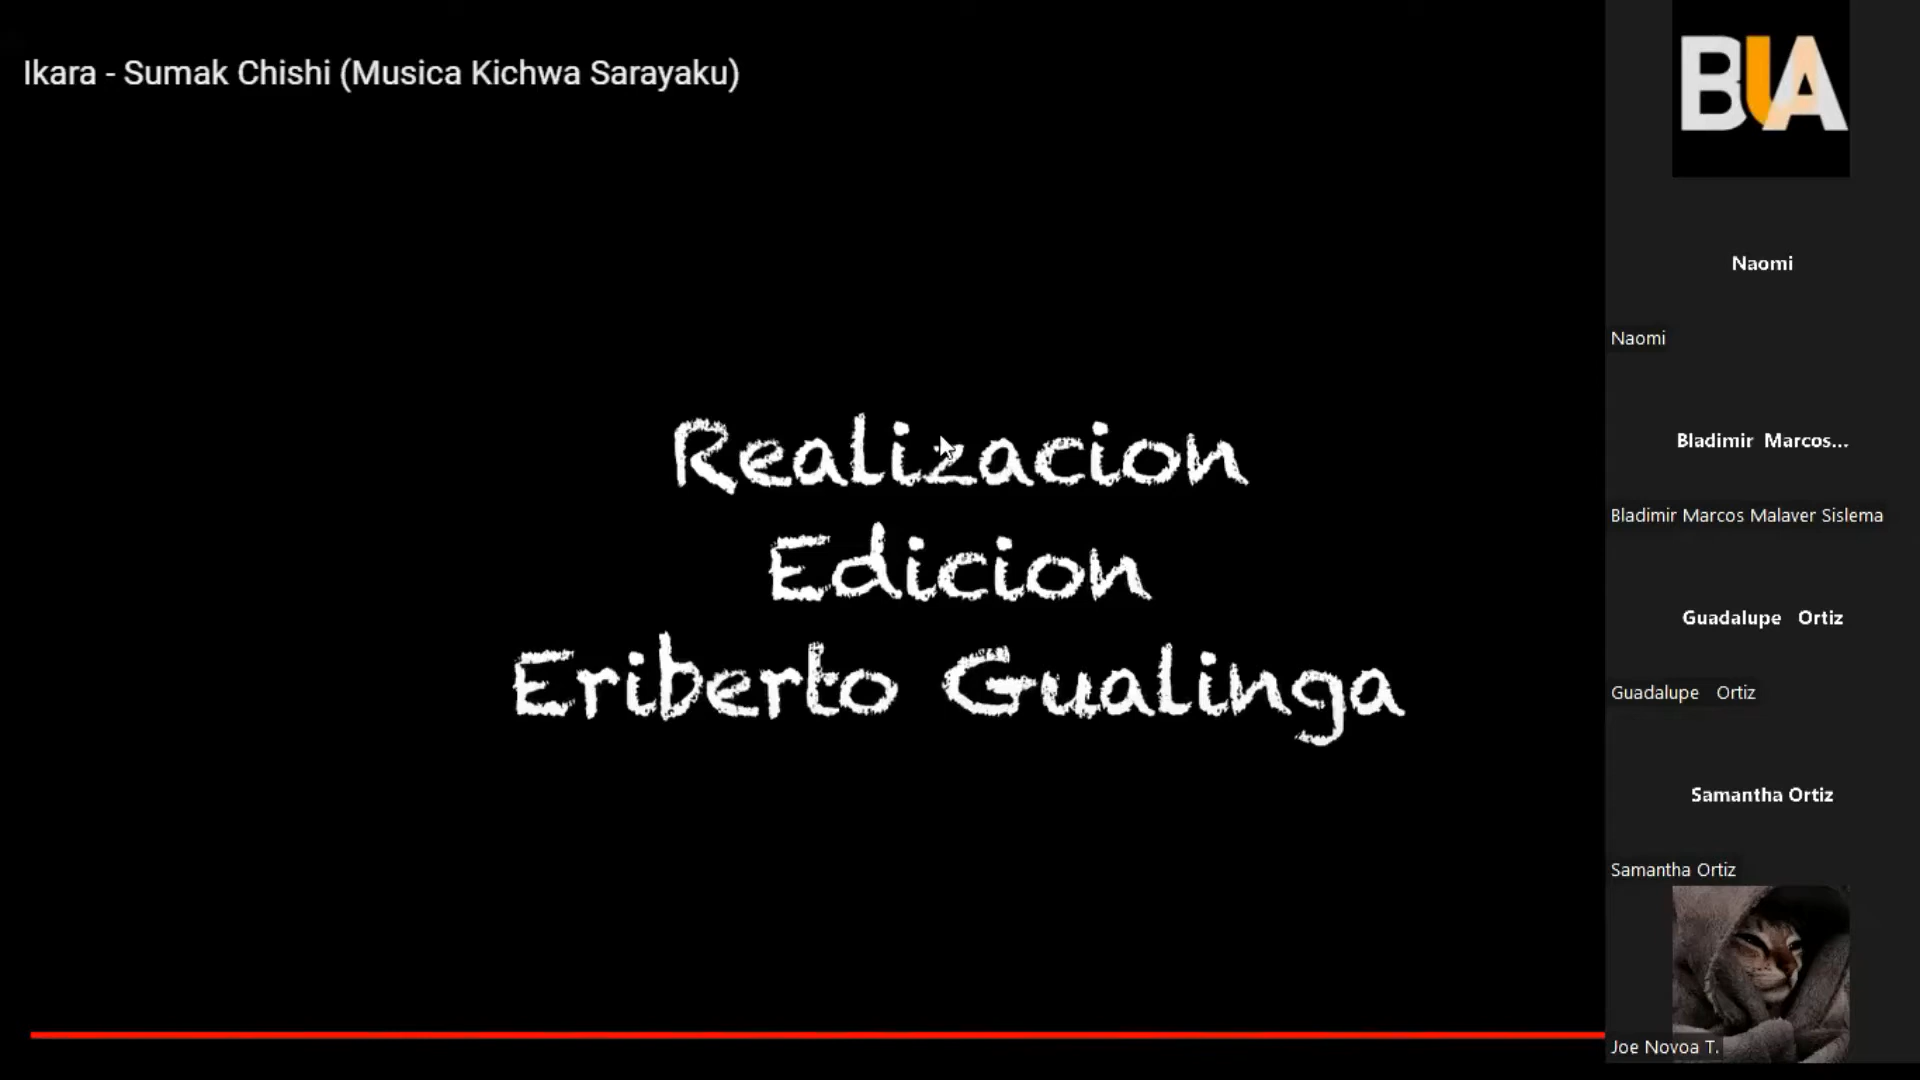 Ikara - Sumak Chishi (Musica Kichwa Sarayaku)
Realizacion
Edicion
Eriberto Gualinga
BUA
Naomi
Naomi
Bladimir Marcos...
Bladimir Marcos Malaver Sislema
Guadalupe Ortiz
Guadalupe Ortiz
Samantha Ortiz
Samantha Ortiz
Joe Novoa T.